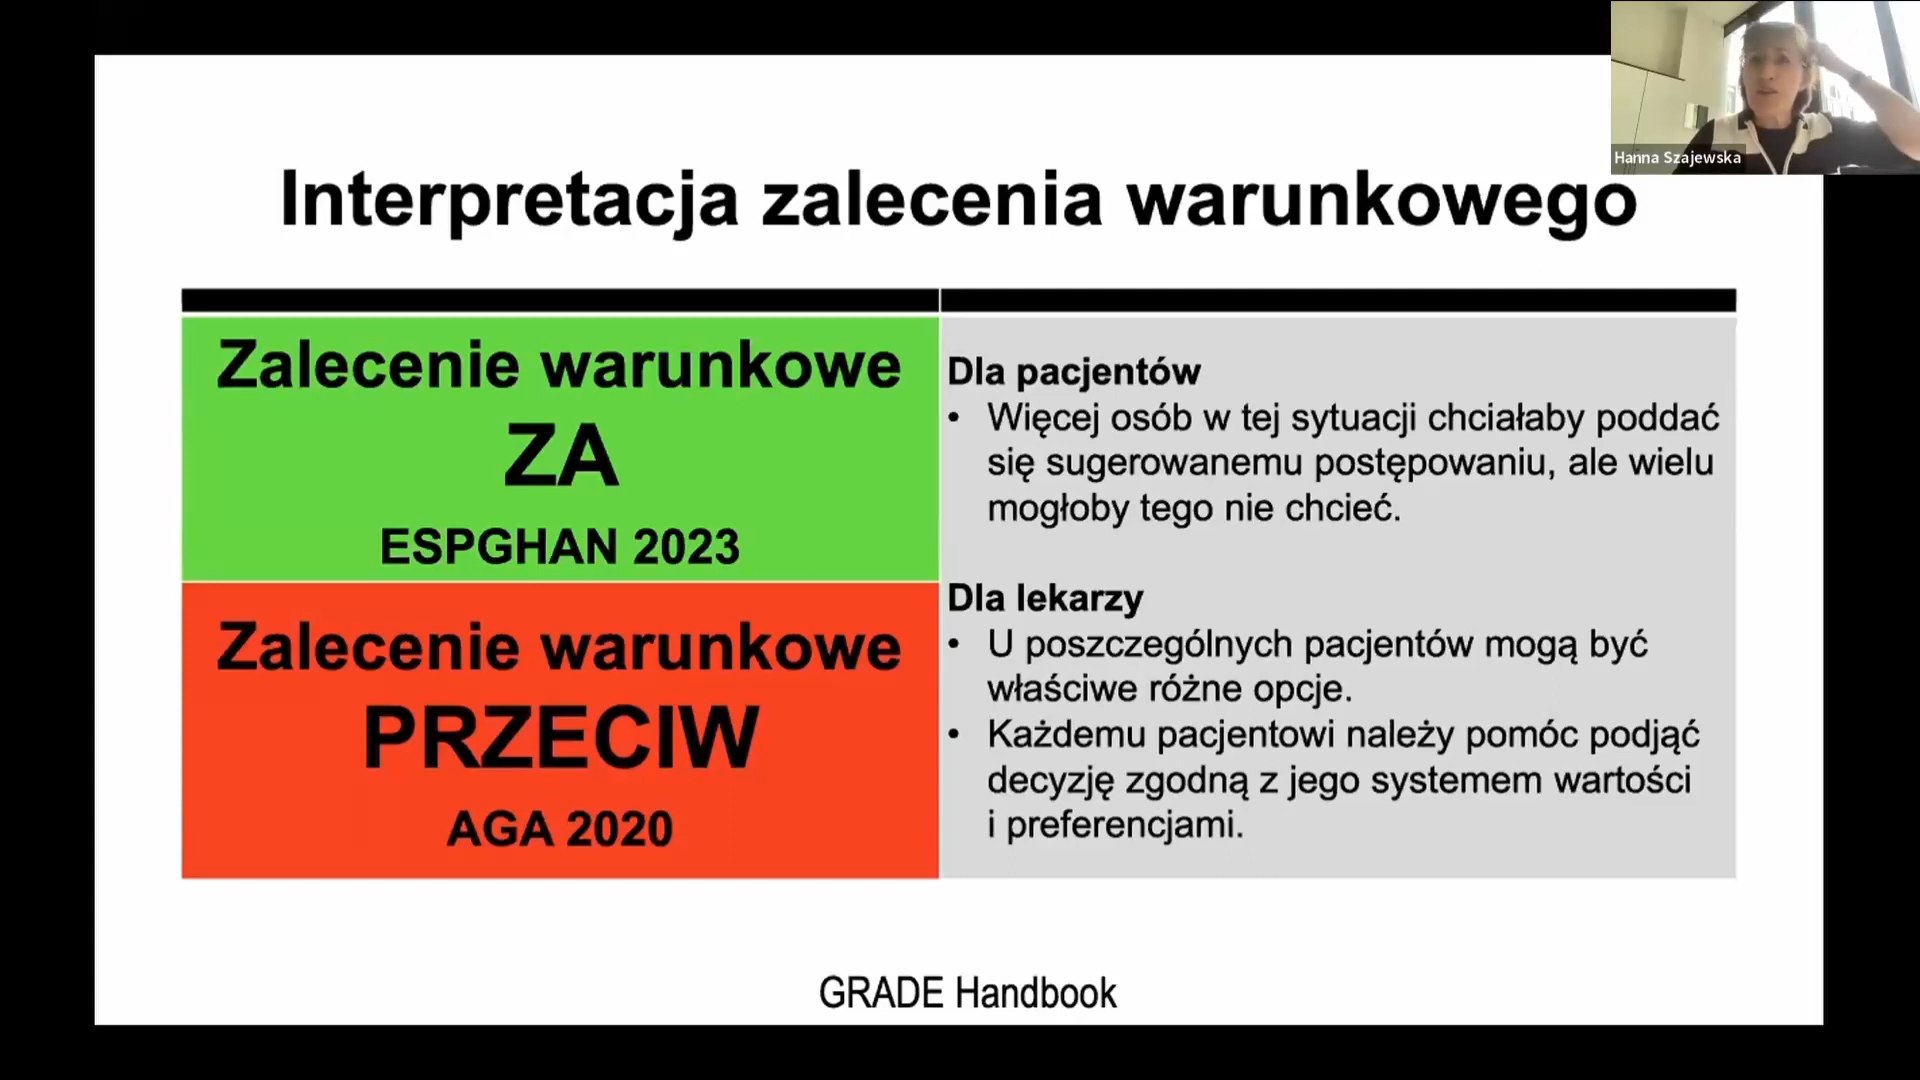 Hanna Szajewska
Interpretacja zalecenia warunkowego
Zalecenie warunkowe
ZA
ESPGHAN 2023
Zalecenie warunkowe
PRZECIW
AGA 2020
Dla pacjentów
• Więcej osób w tej sytuacji chciałaby poddać
się sugerowanemu postępowaniu, ale wielu
mogłoby tego nie chcieć.
Dla lekarzy
• U poszczególnych pacjentów mogą być
właściwe różne opcje.
• Każdemu pacjentowi należy pomóc podjąć
decyzję zgodną z jego systemem wartości
i preferencjami.
GRADE Handbook